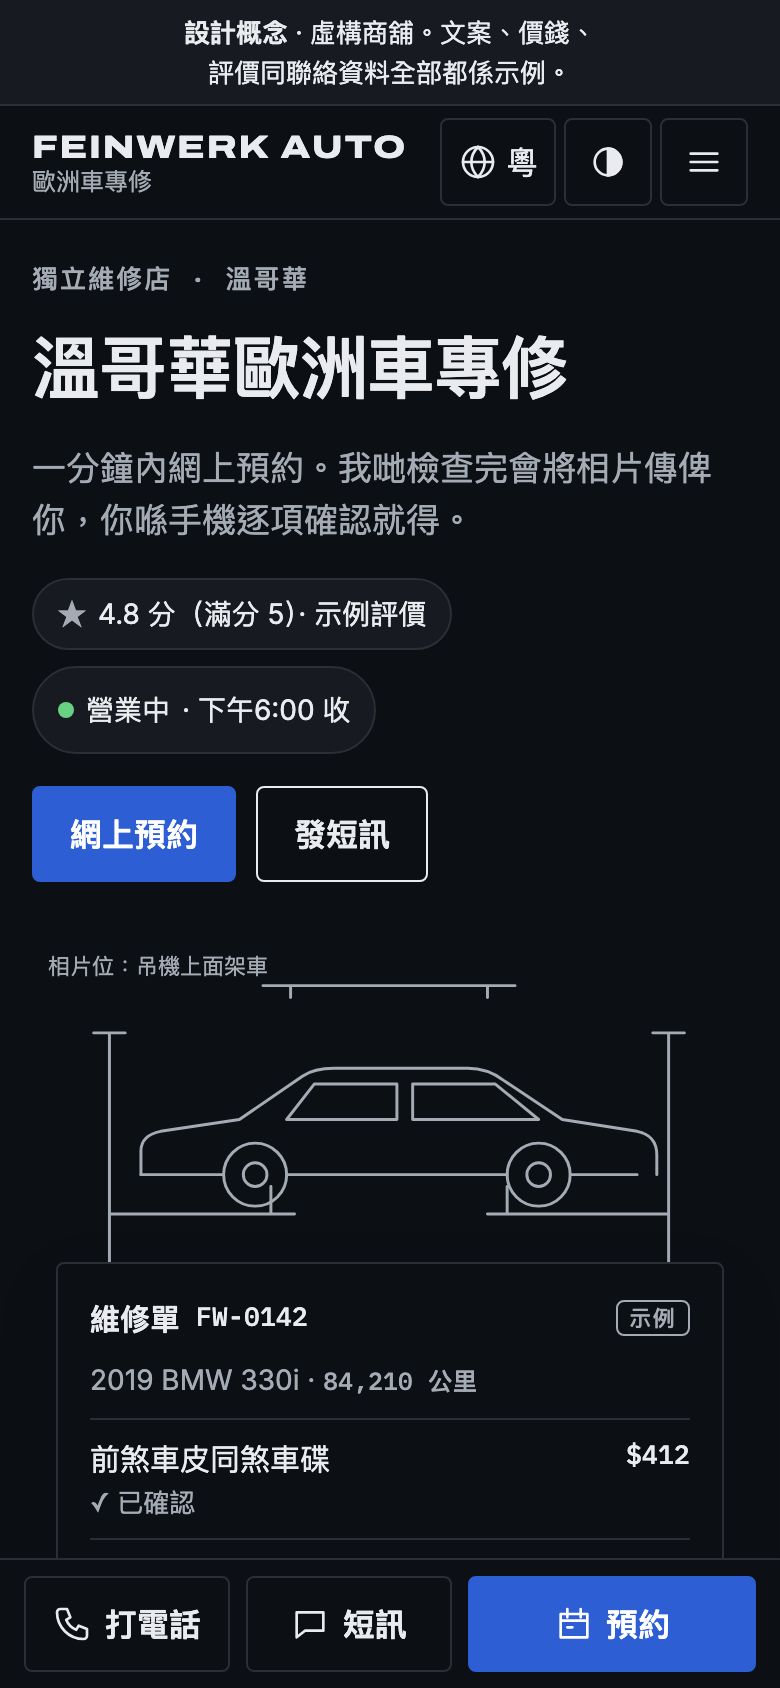 設計概念 · 虛構商舖。文案、價錢、
評價同聯絡資料全部都係示例。
FEINWERK AUTO
歐洲車專修
粵
獨立維修店 · 溫哥華
溫哥華歐洲車專修
一分鐘內網上預約。我哋檢查完會將相片傳俾
你，你喺手機逐項確認就得。
★ 4.8 分（滿分 5）· 示例評價
營業中 · 下午6:00 收
網上預約
發短訊
相片位：吊機上面架車
維修單 FW-0142
示例
2019 BMW 330i · 84,210 公里
前煞車皮同煞車碟
$412
✓ 已確認
打電話
短訊
預約